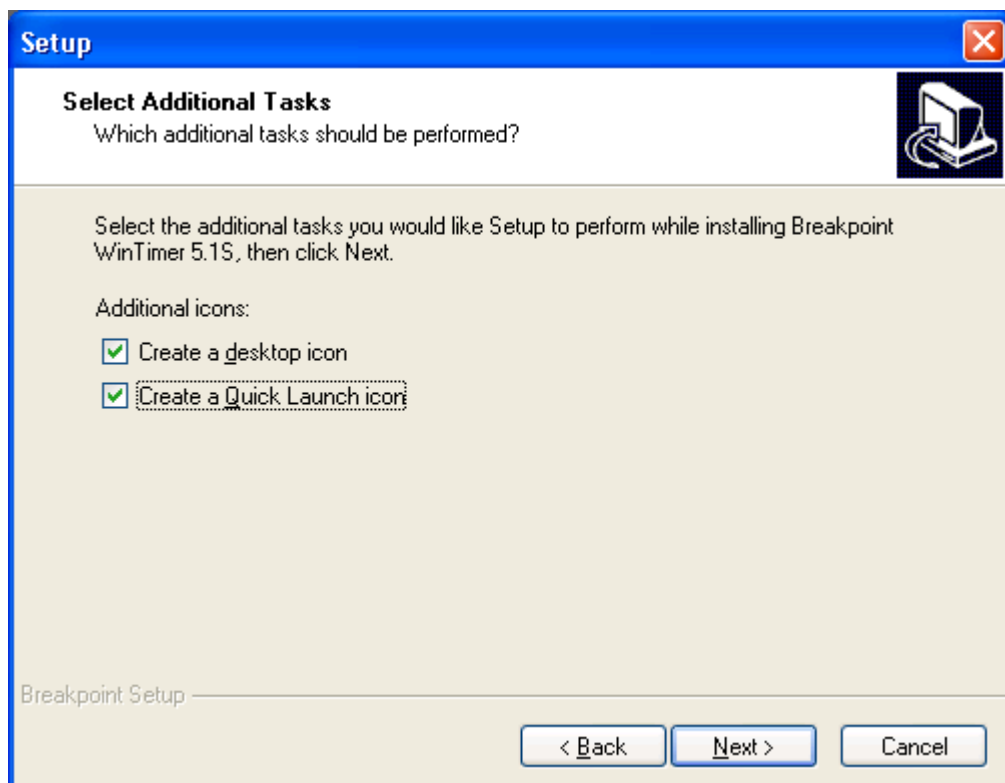 Setup
Select Additional Tasks
Which additional tasks should be performed?
Select the additional tasks you would like Setup to perform while installing Breakpoint
WinTimer 5.1S, then click Next.
Additional icons:
Create a desktop icon
Create a Quick Launch icon
Breakpoint Setup
< Back Next > Cancel